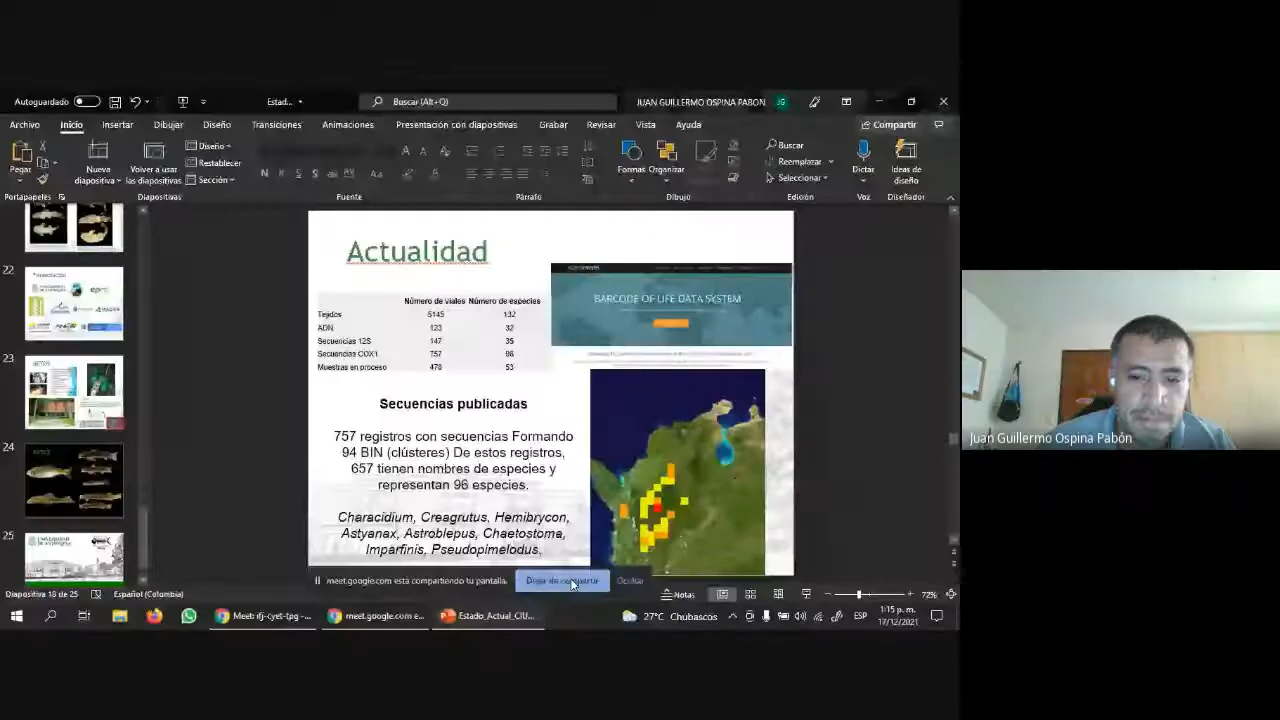 Autoguardado
Estad...
Buscar (Alt+Q)
JUAN GUILLERMO OSPINA PABON
JG
Archivo Inicio Insertar Dibujar Diseño Transiciones Animaciones Presentación con diapositivas Grabar Revisar Vista Ayuda
Compartir
Pegar
Nueva diapositiva
Volver a usar las diapositivas
Diseño
Restablecer
Sección
Formas Organizar
Buscar
Reemplazar
Seleccionar
Dictar
Ideas de diseño
Portapapeles Diapositivas Fuente Párrafo Dibujo Edición Voz Diseñador
22
23
24
25
Actualidad
Número de viales Número de especies
Tejidos 5145 132
ADN 123 32
Secuencias 12S 147 35
Secuencias COX1 757 96
Muestras en proceso 478 53
BARCODE OF LIFE DATA SYSTEM
Secuencias publicadas
757 registros con secuencias Formando
94 BIN (clústeres) De estos registros,
657 tienen nombres de especies y
representan 96 especies.
Characidium, Creagrutus, Hemibrycon,
Astyanax, Astroblepus, Chaetostoma,
Imparfinis, Pseudopimelodus,
meet.google.com está compartiendo tu pantalla.
Dejar de compartir
Ocultar
Diapositiva 18 de 25
Español (Colombia)
Notas
72%
Meet: rfj-cyet-tpg -...
meet.google.com e...
Estado_Actual_CIU...
27°C Chubascos
ESP
1:15 p. m.
17/12/2021
Juan Guillermo Ospina Pabón